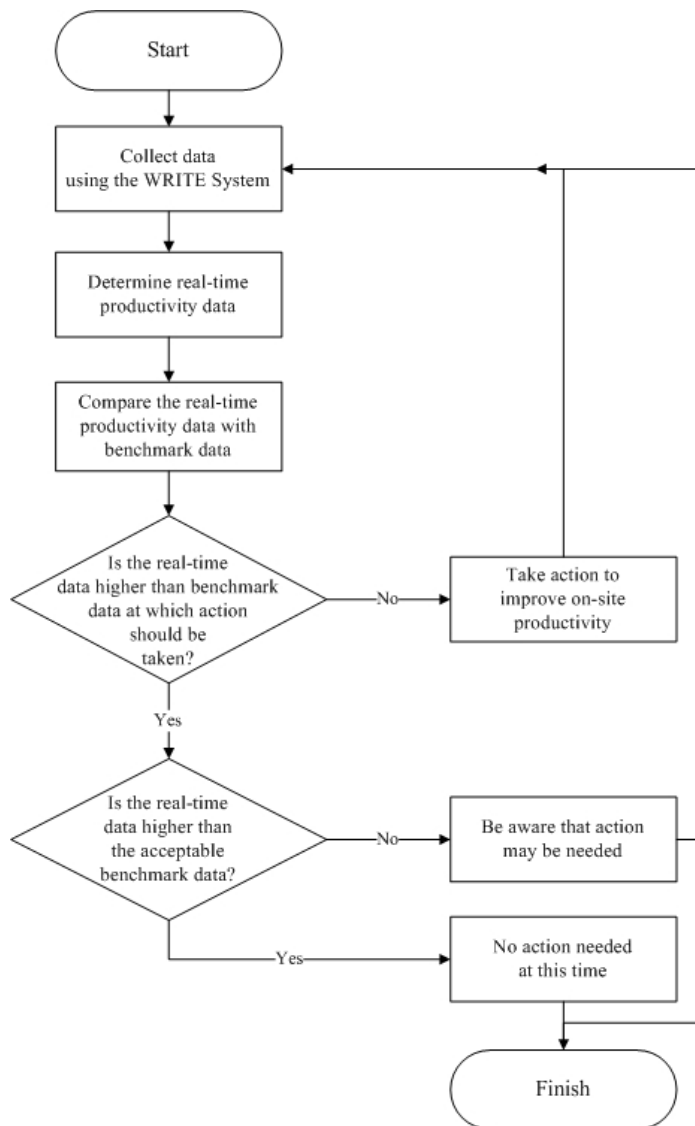 Start
Collect data
using the WRITE System
Determine real-time
productivity data
Compare the real-time
productivity data with
benchmark data
Is the real-time
data higher than benchmark
data at which action
should be
taken?
No
Take action to
improve on-site
productivity
Yes
Is the real-time
data higher than
the acceptable
benchmark data?
No
Be aware that action
may be needed
Yes
No action needed
at this time
Finish